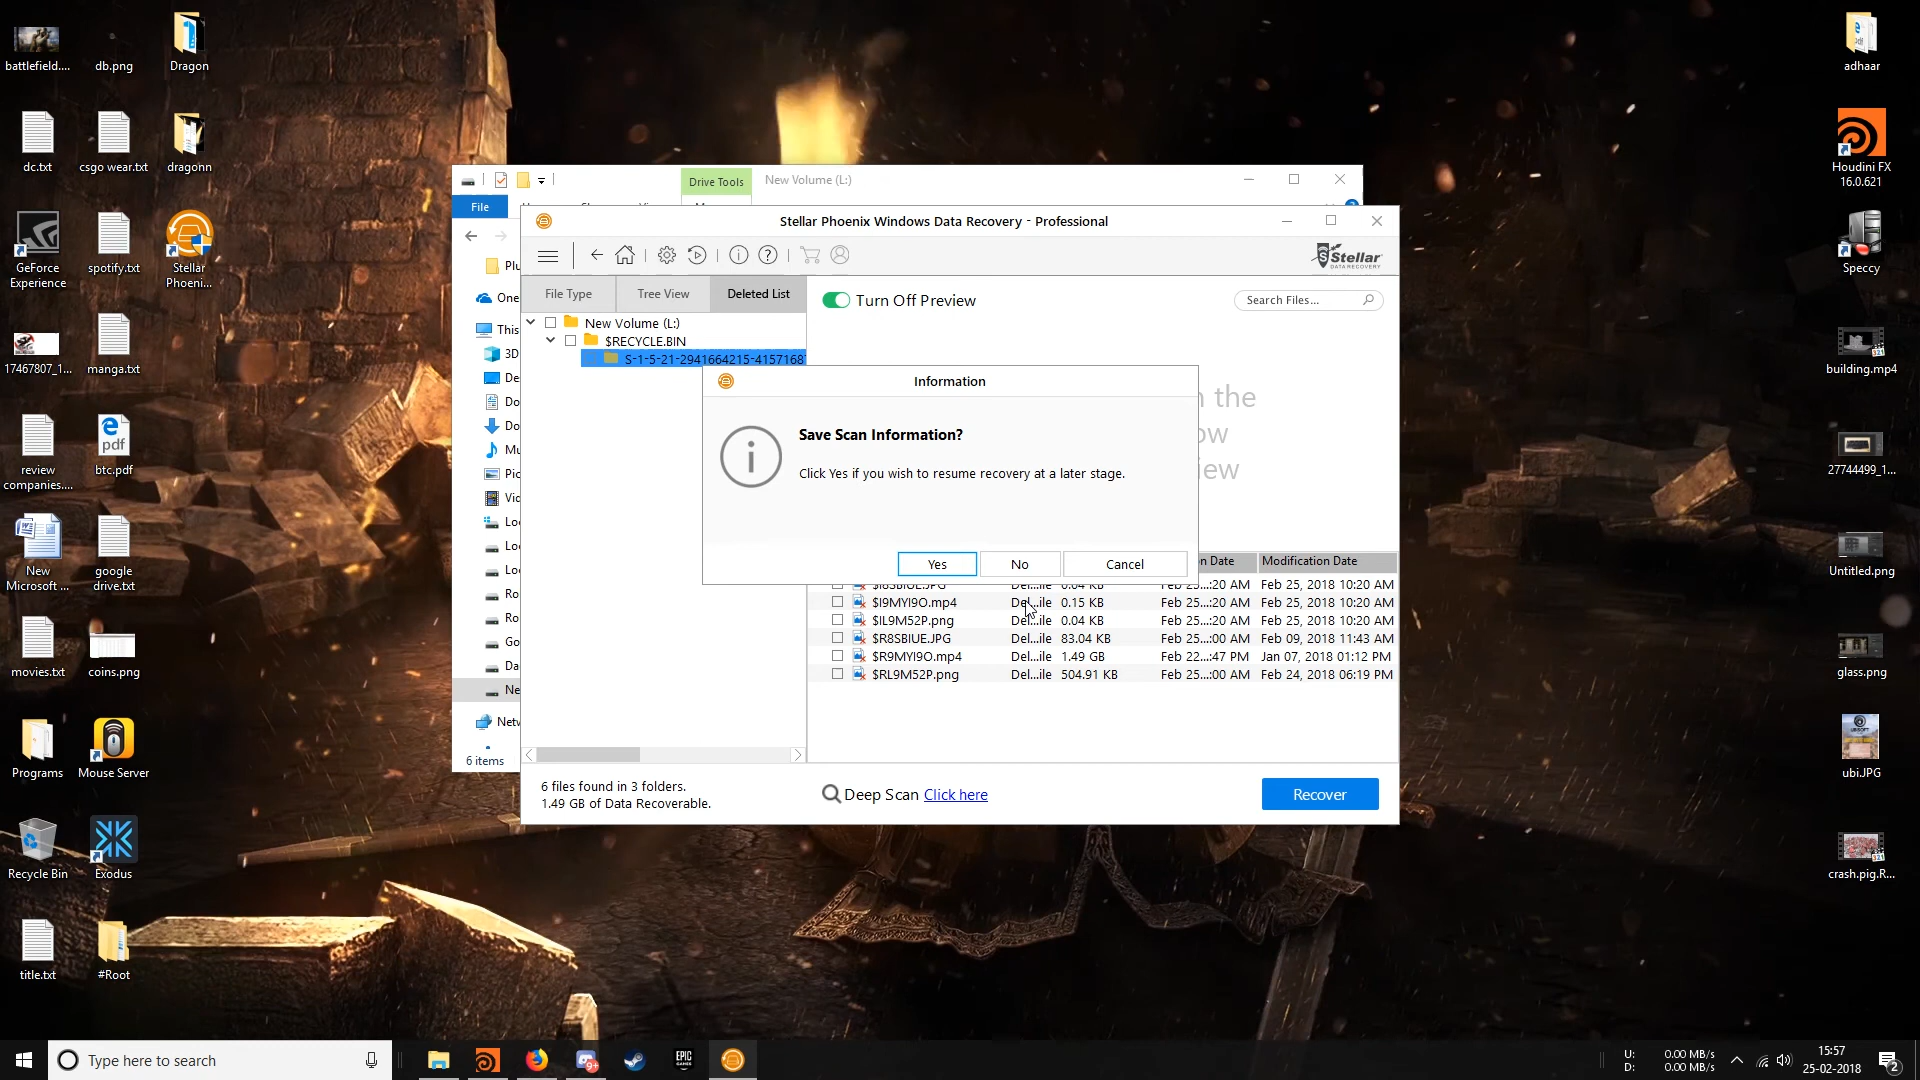 battlefield....
db.png
Dragon
adhaar
dc.txt
csgo wear.txt
dragonn
Houdini FX
16.0.621
GeForce
Experience
spotify.txt
Stellar
Phoeni...
Speccy
17467807_1...
manga.txt
building.mp4
review
companies....
btc.pdf
27744499_1...
New
Microsoft ...
google
drive.txt
Untitled.png
movies.txt
coins.png
glass.png
Programs
Mouse Server
ubi.JPG
Recycle Bin
Exodus
crash.pig.R...
title.txt
#Root
Drive Tools
New Volume (L:)
File
Plu
One
This
3D
De
Do
Do
Mu
Pic
Vid
Loc
Loc
Loc
Ro
Ro
Go
Da
Ne
Netw
6 items
Stellar Phoenix Windows Data Recovery - Professional
Stellar
DATA RECOVERY
File Type
Tree View
Deleted List
Turn Off Preview
Search Files...
New Volume (L:)
$RECYCLE.BIN
S-1-5-21-2941664215-4157168
n the
ow
iew
Information
Save Scan Information?
Click Yes if you wish to resume recovery at a later stage.
Yes
No
Cancel
n Date
Modification Date
$I8SBIUE.JPG Del...ile 0.04 KB Feb 25...:20 AM Feb 25, 2018 10:20 AM
$I9MYI9O.mp4 Del...ile 0.15 KB Feb 25...:20 AM Feb 25, 2018 10:20 AM
$IL9M52P.png Del...ile 0.04 KB Feb 25...:20 AM Feb 25, 2018 10:20 AM
$R8SBIUE.JPG Del...ile 83.04 KB Feb 25...:00 AM Feb 09, 2018 11:43 AM
$R9MYI9O.mp4 Del...ile 1.49 GB Feb 22...:47 PM Jan 07, 2018 01:12 PM
$RL9M52P.png Del...ile 504.91 KB Feb 25...:00 AM Feb 24, 2018 06:19 PM
6 files found in 3 folders.
1.49 GB of Data Recoverable.
Deep Scan Click here
Recover
Type here to search
EPIC
GAMES
9+
U: 0.00 MB/s
D: 0.00 MB/s
15:57
25-02-2018
2